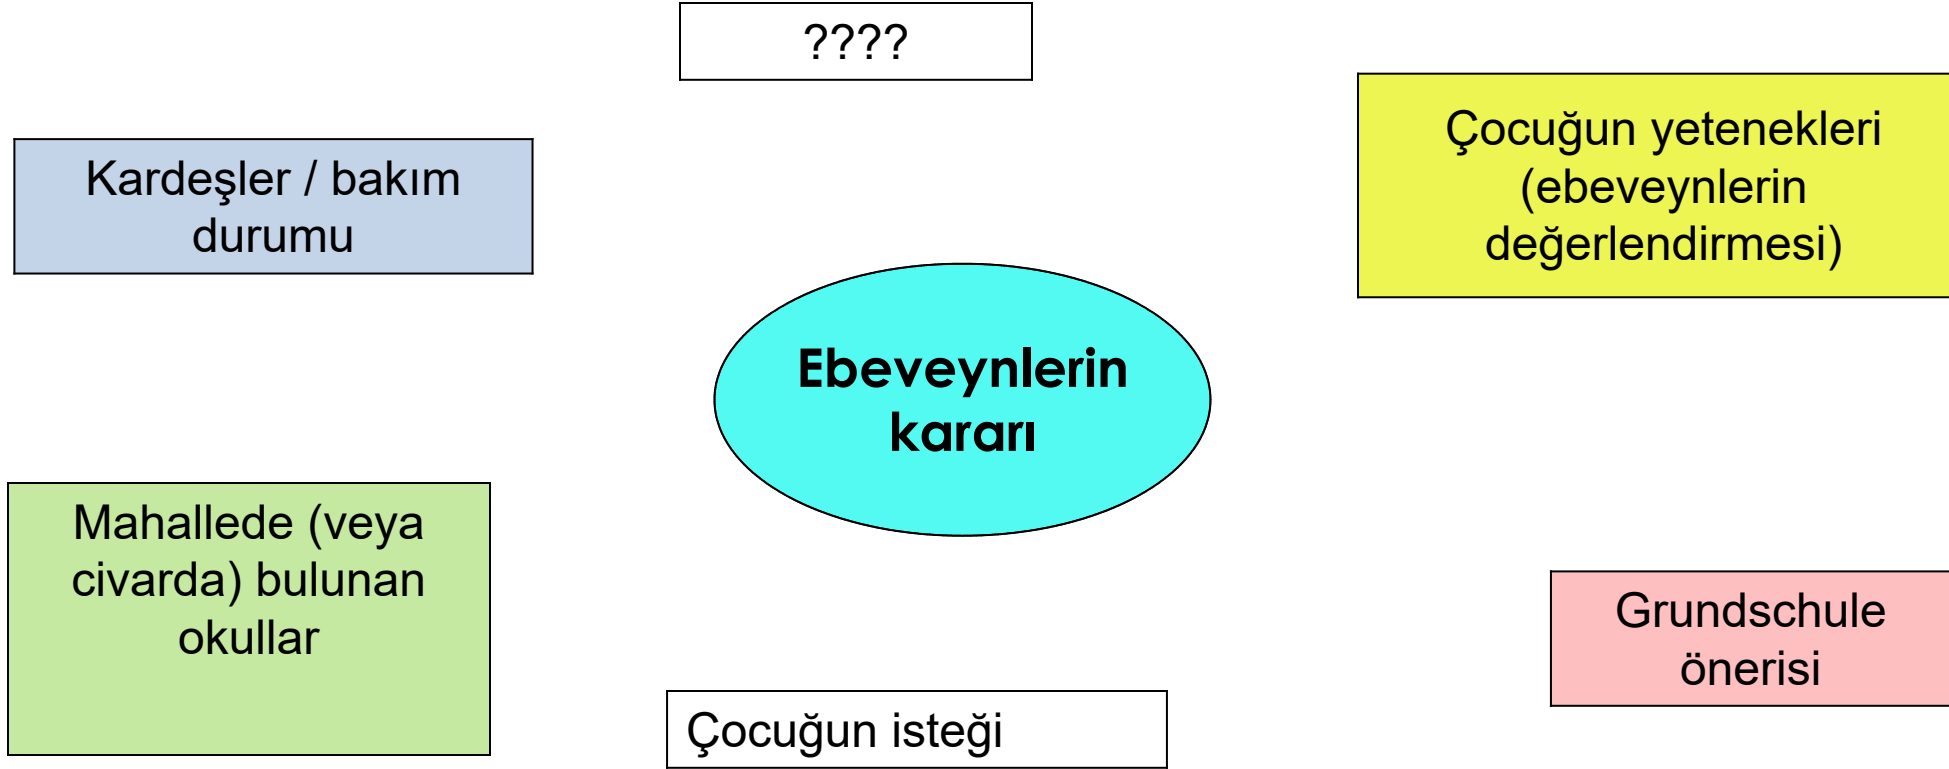 ????
Kardeşler / bakım
durumu
Çocuğun yetenekleri
(ebeveynlerin
değerlendirmesi)
Ebeveynlerin
kararı
Mahallede (veya
civarda) bulunan
okullar
Grundschule
önerisi
Çocuğun isteği